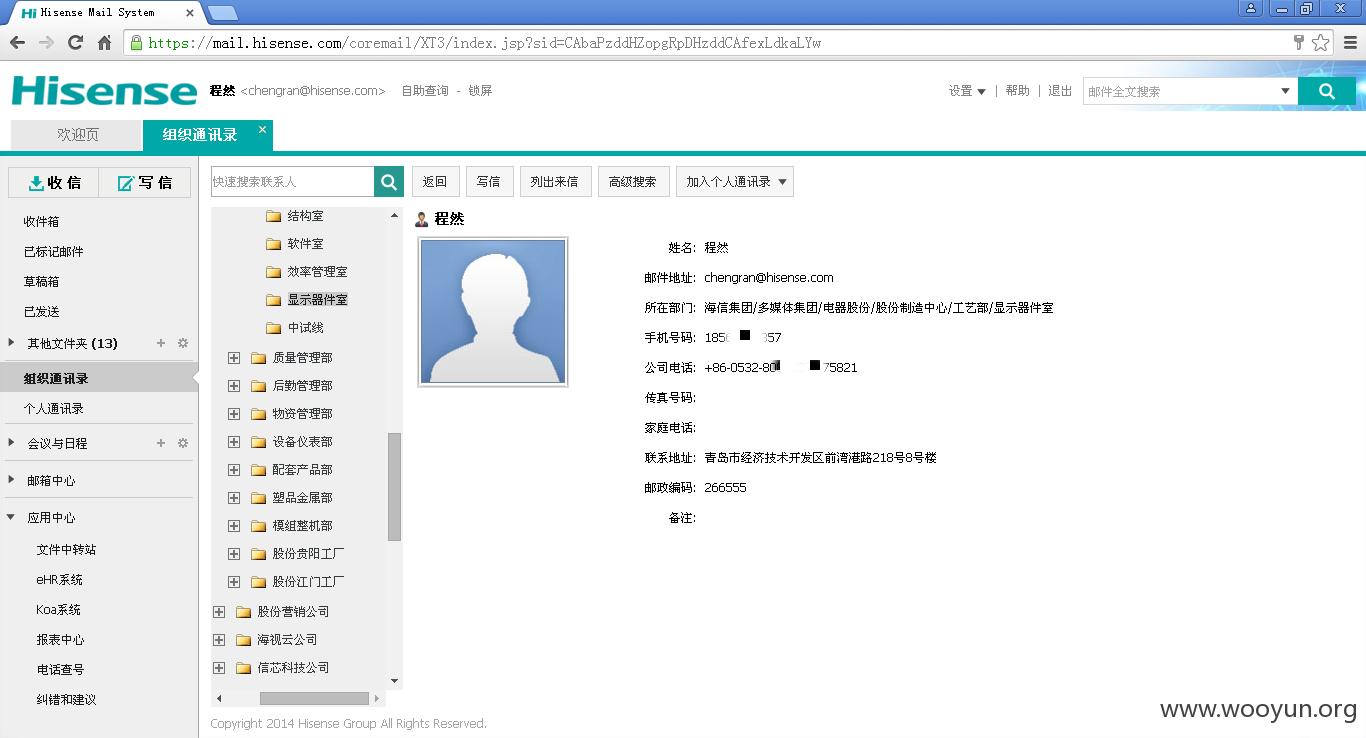 Hi Hisense Mail System
https://mail.hisense.com/coremail/XT3/index.jsp?sid=CAbaPzddHZopgRpDHzddCAfexLdkaLYw
Hisense 程然 <chengran@hisense.com> 自助查询 - 锁屏 设置 | 帮助 | 退出 邮件全文搜索
欢迎页 组织通讯录
收信 写信
收件箱
已标记邮件
草稿箱
已发送
其他文件夹 (13)
组织通讯录
个人通讯录
会议与日程
邮箱中心
应用中心
文件中转站
eHR系统
Koa系统
报表中心
电话查号
纠错和建议
快速搜索联系人 返回 写信 列出来信 高级搜索 加入个人通讯录
结构室
软件室
效率管理室
显示器件室
中试线
质量管理部
后勤管理部
物资管理部
设备仪表部
配套产品部
塑品金属部
模组整机部
股份贵阳工厂
股份江门工厂
股份营销公司
海视云公司
信芯科技公司
程然
姓名: 程然
邮件地址: chengran@hisense.com
所在部门: 海信集团/多媒体集团/电器股份/股份制造中心/工艺部/显示器件室
手机号码: 185 57
公司电话: +86-0532-80 75821
传真号码:
家庭电话:
联系地址: 青岛市经济技术开发区前湾港路218号8号楼
邮政编码: 266555
备注:
Copyright 2014 Hisense Group All Rights Reserved.
www.wooyun.org